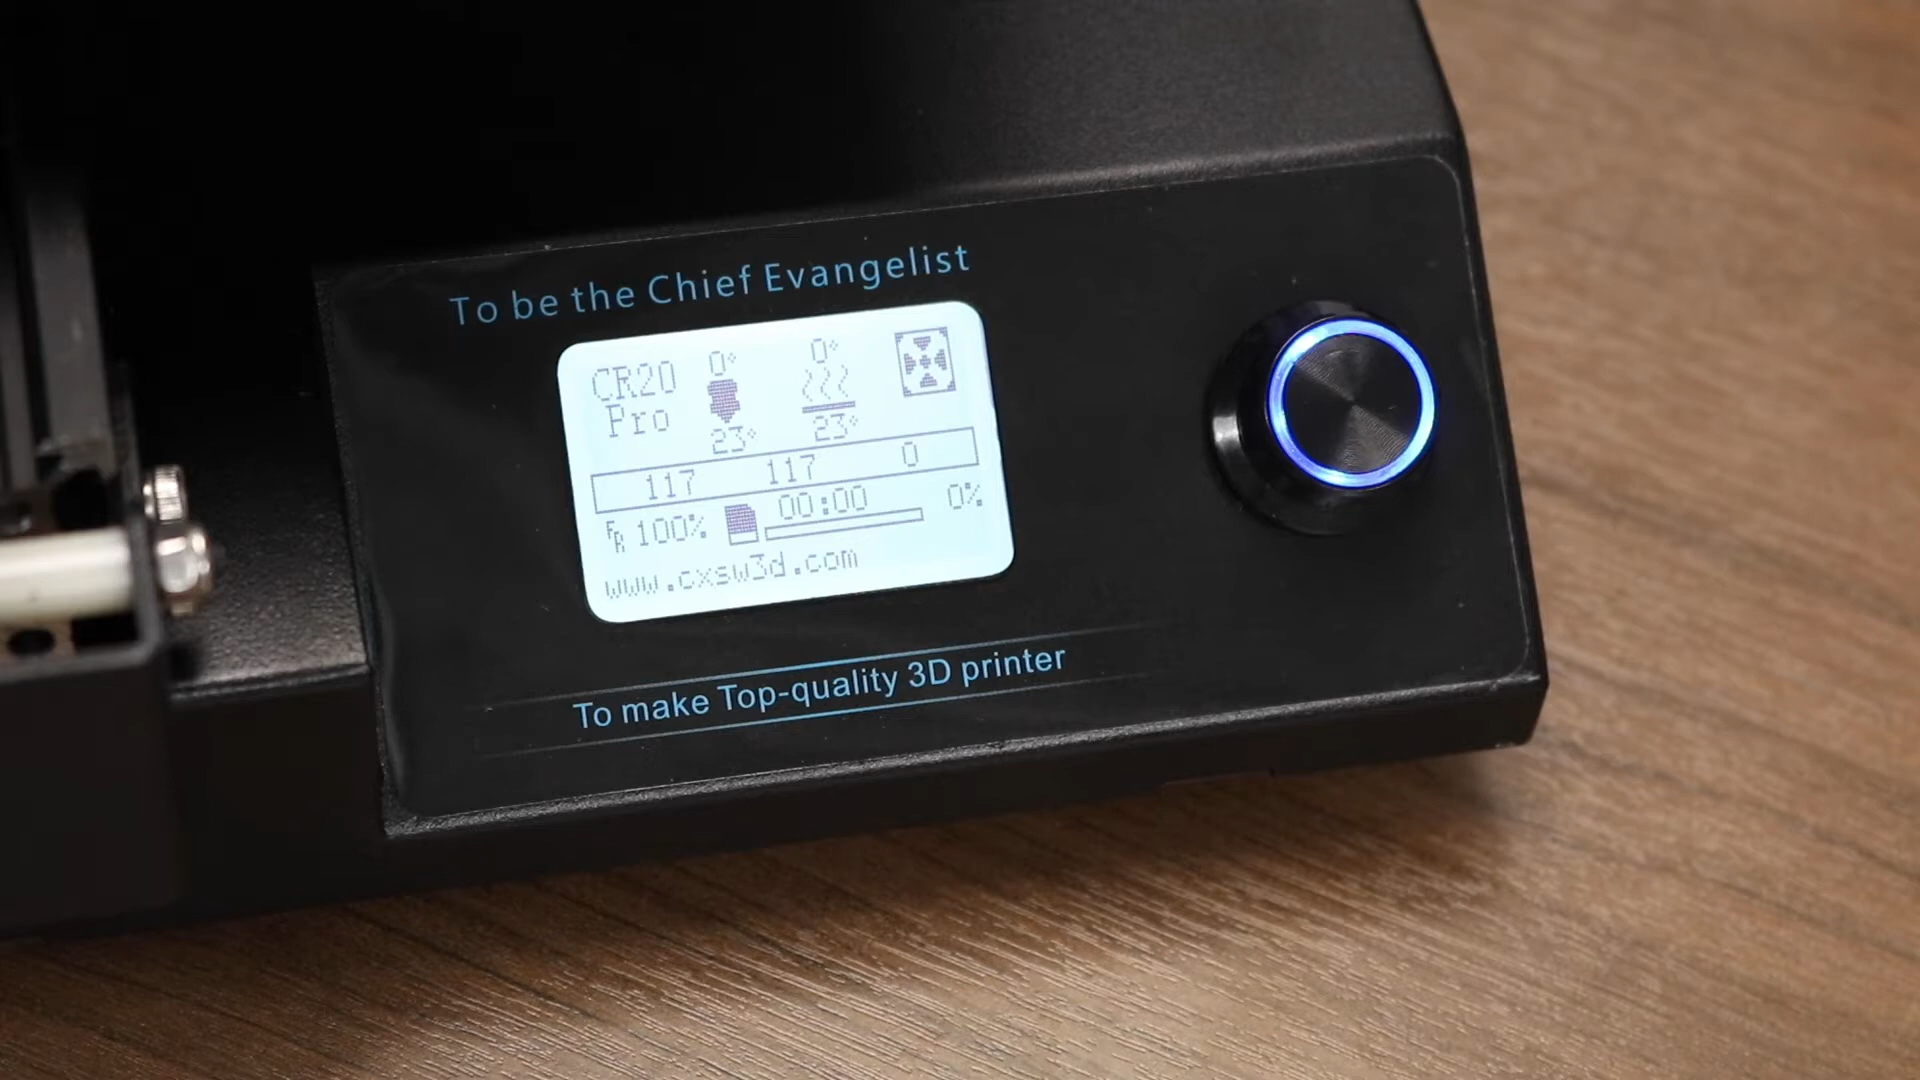 To be the Chief Evangelist
CR20 0° 0°
Pro 23° 23°
117 117 0
FR 100% 00:00 0%
www.cxsw3d.com
To make Top-quality 3D printer